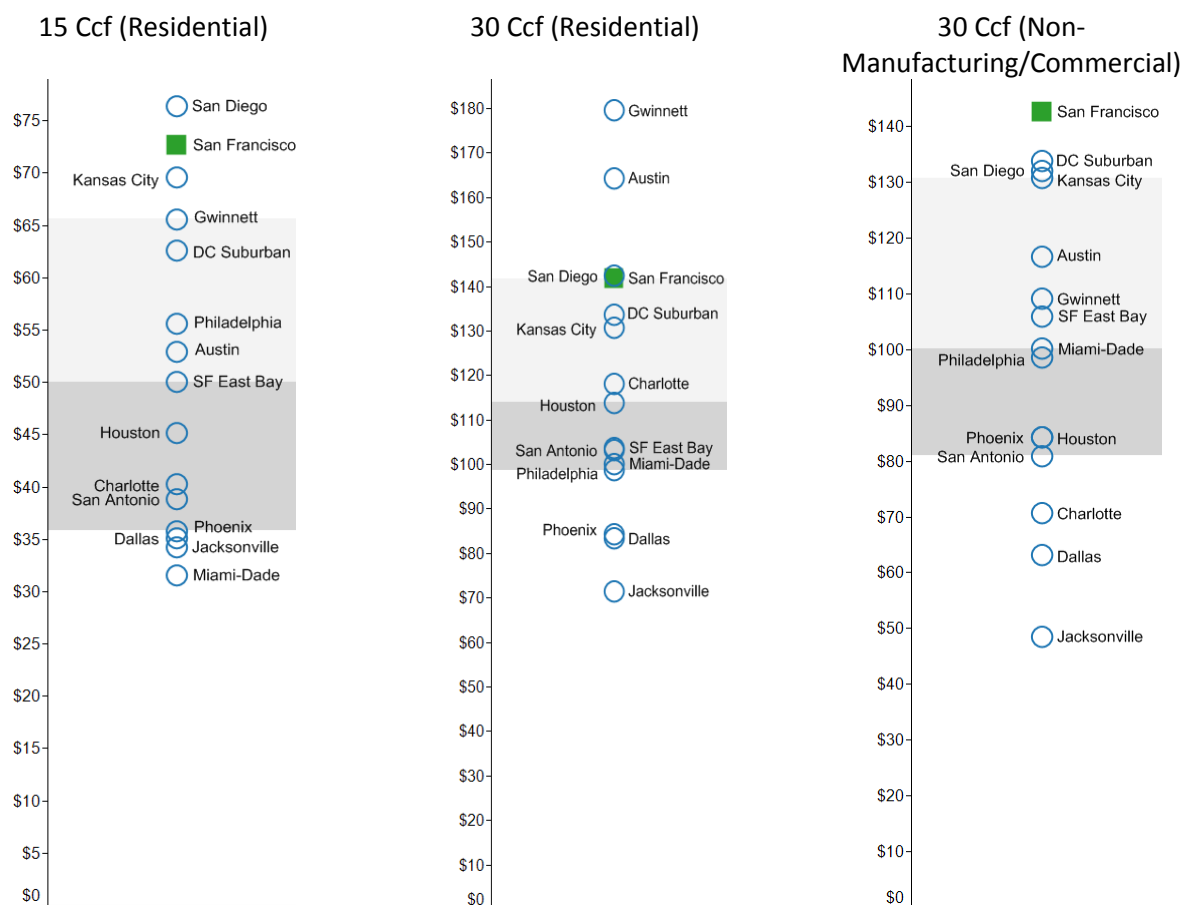 15 Ccf (Residential)
$75
$70
$65
$60
$55
$50
$45
$40
$35
$30
$25
$20
$15
$10
$5
$0
San Diego
San Francisco
Kansas City
Gwinnett
DC Suburban
Philadelphia
Austin
SF East Bay
Houston
Charlotte
San Antonio
Phoenix
Dallas
Jacksonville
Miami-Dade
30 Ccf (Residential)
$180
$170
$160
$150
$140
$130
$120
$110
$100
$90
$80
$70
$60
$50
$40
$30
$20
$10
$0
Gwinnett
Austin
San Diego
San Francisco
DC Suburban
Kansas City
Charlotte
Houston
SF East Bay
San Antonio
Miami-Dade
Philadelphia
Phoenix
Dallas
Jacksonville
30 Ccf (Non-
Manufacturing/Commercial)
$140
$130
$120
$110
$100
$90
$80
$70
$60
$50
$40
$30
$20
$10
$0
San Francisco
DC Suburban
San Diego
Kansas City
Austin
Gwinnett
SF East Bay
Miami-Dade
Philadelphia
Phoenix
Houston
San Antonio
Charlotte
Dallas
Jacksonville